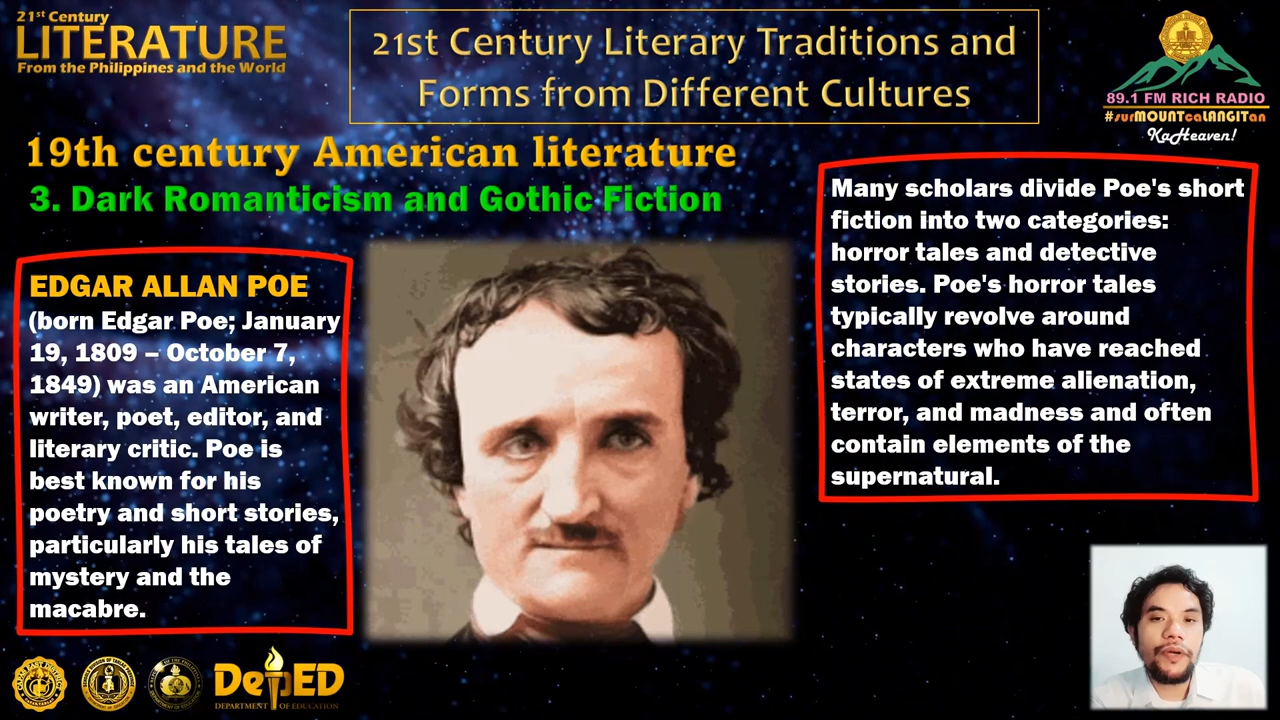 21st Century
LITERATURE
From the Philippines and the World
21st Century Literary Traditions and
Forms from Different Cultures
89.1 FM RICH RADIO
#surMOUNTcaLANGITan
KaHeaven!
19th century American literature
3. Dark Romanticism and Gothic Fiction
EDGAR ALLAN POE
(born Edgar Poe; January
19, 1809 – October 7,
1849) was an American
writer, poet, editor, and
literary critic. Poe is
best known for his
poetry and short stories,
particularly his tales of
mystery and the
macabre.
Many scholars divide Poe's short
fiction into two categories:
horror tales and detective
stories. Poe's horror tales
typically revolve around
characters who have reached
states of extreme alienation,
terror, and madness and often
contain elements of the
supernatural.
DepED
DEPARTMENT OF EDUCATION